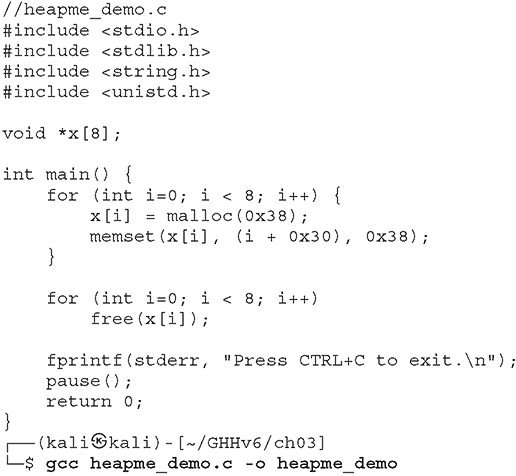 //heapme_demo.c
#include <stdio.h>
#include <stdlib.h>
#include <string.h>
#include <unistd.h>

void *x[8];

int main() {
    for (int i=0; i < 8; i++) {
        x[i] = malloc(0x38);
        memset(x[i], (i + 0x30), 0x38);
    }

    for (int i=0; i < 8; i++)
        free(x[i]);

    fprintf(stderr, "Press CTRL+C to exit.\n");
    pause();
    return 0;
}
┌──(kali㉿kali)-[~/GHHv6/ch03]
└─$ gcc heapme_demo.c -o heapme_demo